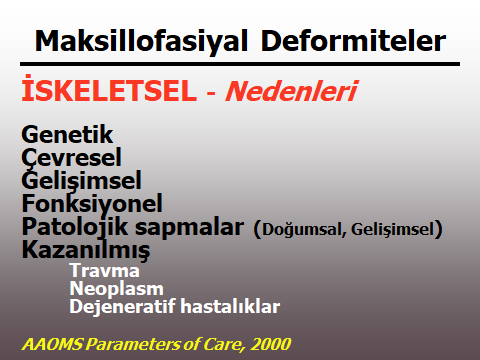 Maksillofasiyal Deformiteler
İSKELETSEL - Nedenleri
Genetik
Çevresel
Gelişimsel
Fonksiyonel
Patolojik sapmalar (Doğumsal, Gelişimsel)
Kazanılmış
Travma
Neoplasm
Dejeneratif hastalıklar
AAOMS Parameters of Care, 2000